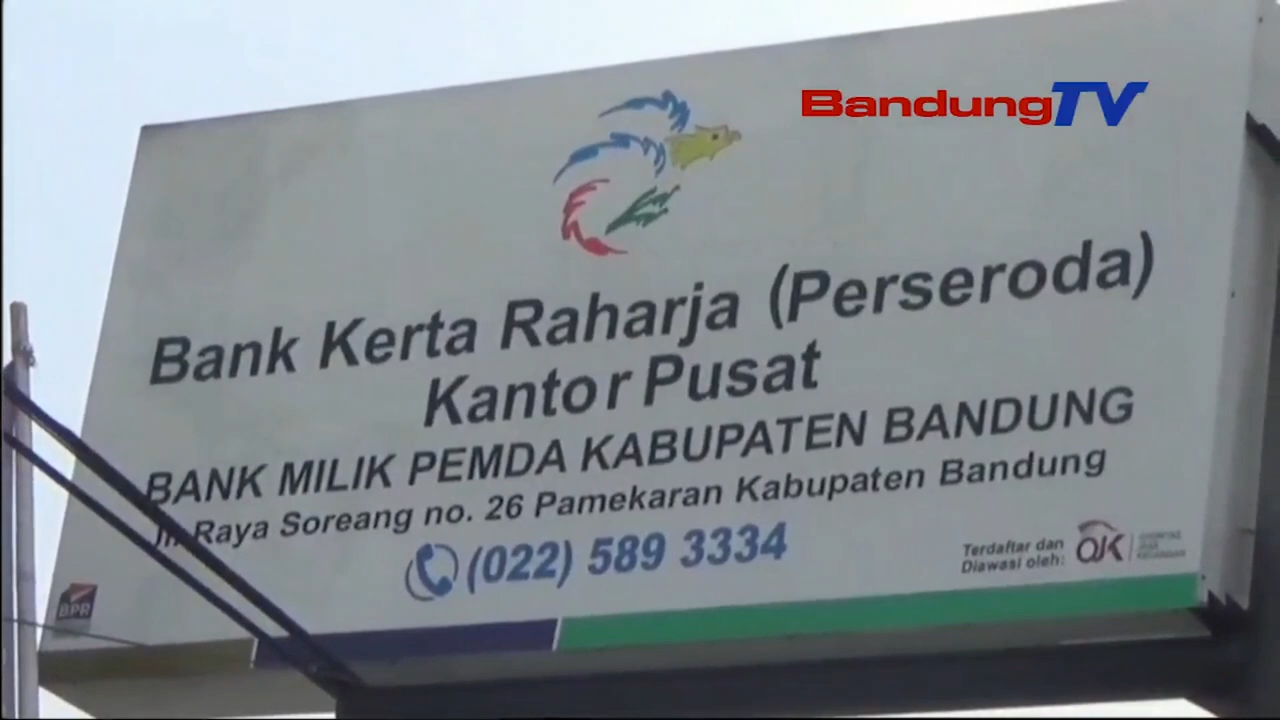 BandungTV
Bank Kerta Raharja (Perseroda)
Kantor Pusat
BANK MILIK PEMDA KABUPATEN BANDUNG
Jl. Raya Soreang no. 26 Pamekaran Kabupaten Bandung
(022) 589 3334
Terdaftar dan
Diawasi oleh:
OJK
BPR